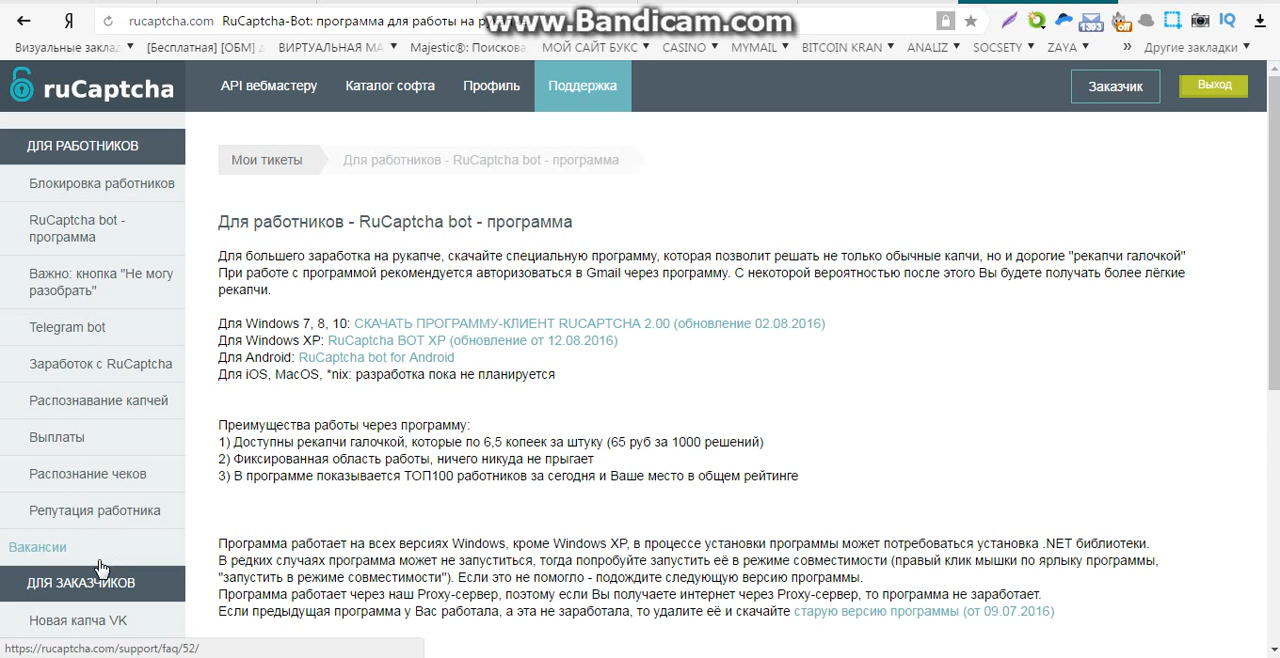 Я rucaptcha.com RuCaptcha-Bot: программа для работы на
www.Bandicam.com
Визуальные заклад [Бесплатная] [ОБМ] ВИРТУАЛЬНАЯ МА Majestic®: Поискова МОЙ САЙТ БУКС CASINO MYMAIL BITCOIN KRAN ANALIZ SOCSETY ZAYA » Другие закладки
ruCaptcha API вебмастеру Каталог софта Профиль Поддержка Заказчик Выход
ДЛЯ РАБОТНИКОВ
Блокировка работников
RuCaptcha bot -
программа
Важно: кнопка "Не могу
разобрать"
Telegram bot
Заработок с RuCaptcha
Распознавание капчей
Выплаты
Распознание чеков
Репутация работника
Вакансии
ДЛЯ ЗАКАЗЧИКОВ
Новая капча VK
https://rucaptcha.com/support/faq/52/
Мои тикеты Для работников - RuCaptcha bot - программа
Для работников - RuCaptcha bot - программа
Для большего заработка на рукапче, скачайте специальную программу, которая позволит решать не только обычные капчи, но и дорогие "рекапчи галочкой"
При работе с программой рекомендуется авторизоваться в Gmail через программу. С некоторой вероятностью после этого Вы будете получать более лёгкие
рекапчи.
Для Windows 7, 8, 10: СКАЧАТЬ ПРОГРАММУ-КЛИЕНТ RUCAPTCHA 2.00 (обновление 02.08.2016)
Для Windows XP: RuCaptcha BOT XP (обновление от 12.08.2016)
Для Android: RuCaptcha bot for Android
Для iOS, MacOS, *nix: разработка пока не планируется
Преимущества работы через программу:
1) Доступны рекапчи галочкой, которые по 6,5 копеек за штуку (65 руб за 1000 решений)
2) Фиксированная область работы, ничего никуда не прыгает
3) В программе показывается ТОП100 работников за сегодня и Ваше место в общем рейтинге
Программа работает на всех версиях Windows, кроме Windows XP, в процессе установки программы может потребоваться установка .NET библиотеки.
В редких случаях программа может не запуститься, тогда попробуйте запустить её в режиме совместимости (правый клик мышки по ярлыку программы,
"запустить в режиме совместимости"). Если это не помогло - подождите следующую версию программы.
Программа работает через наш Proxy-сервер, поэтому если Вы получаете интернет через Proxy-сервер, то программа не заработает.
Если предыдущая программа у Вас работала, а эта не заработала, то удалите её и скачайте старую версию программы (от 09.07.2016)